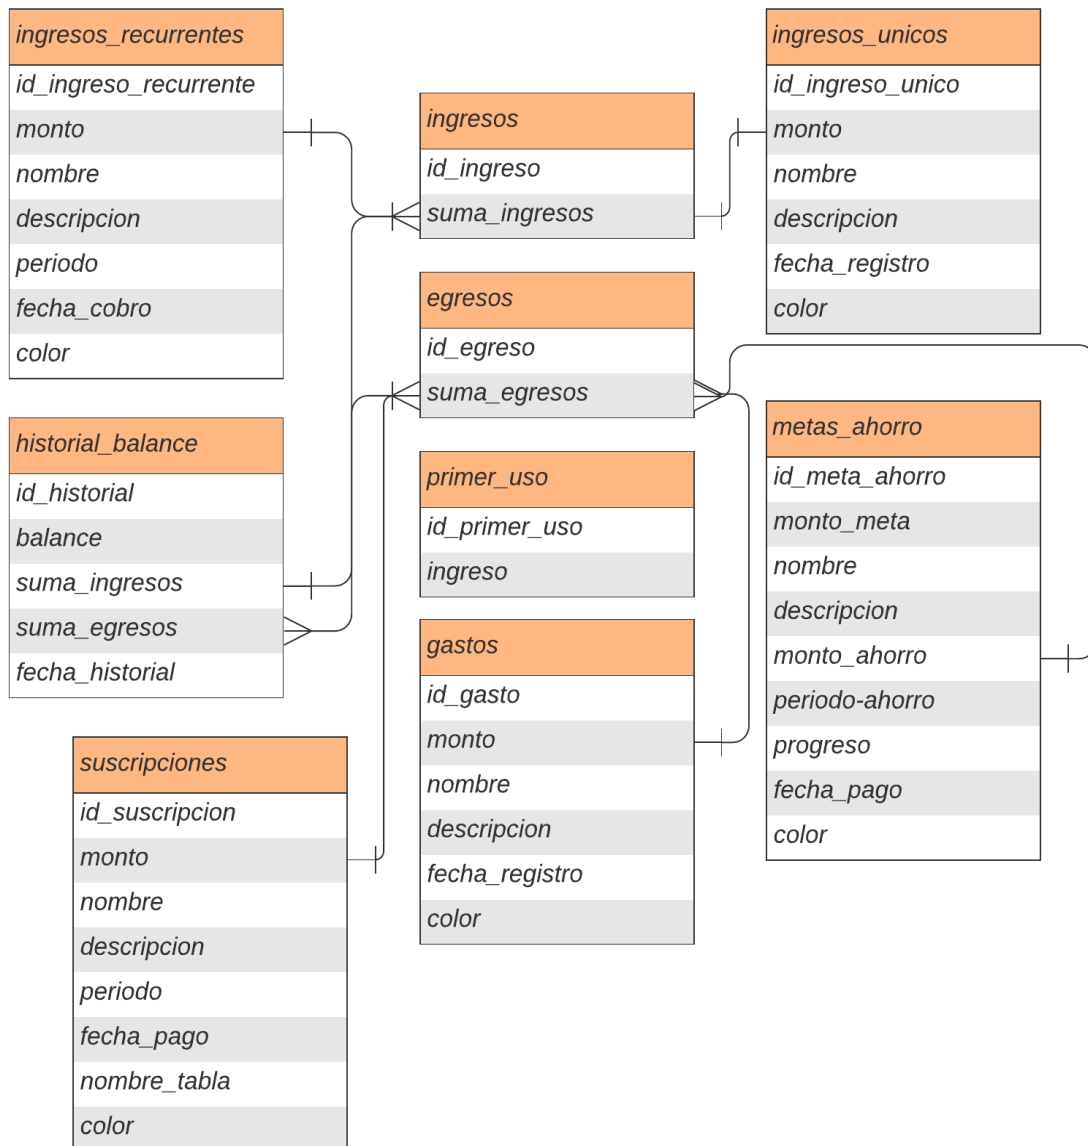 ingresos_recurrentes
id_ingreso_recurrente
monto
nombre
descripcion
periodo
fecha_cobro
color
ingresos
id_ingreso
suma_ingresos
ingresos_unicos
id_ingreso_unico
monto
nombre
descripcion
fecha_registro
color
egresos
id_egreso
suma_egresos
historial_balance
id_historial
balance
suma_ingresos
suma_egresos
fecha_historial
primer_uso
id_primer_uso
ingreso
metas_ahorro
id_meta_ahorro
monto_meta
nombre
descripcion
monto_ahorro
periodo-ahorro
progreso
fecha_pago
color
gastos
id_gasto
monto
nombre
descripcion
fecha_registro
color
suscripciones
id_suscripcion
monto
nombre
descripcion
periodo
fecha_pago
nombre_tabla
color